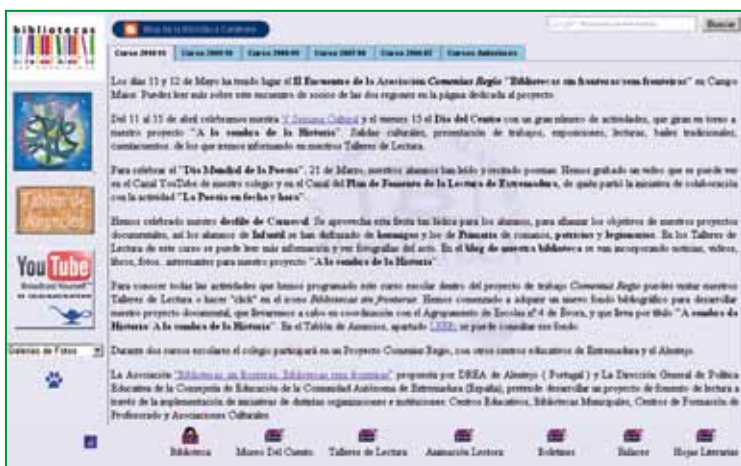 bibliotecas
Blog de la Biblioteca
Buscar
Curso 2010/11 Curso 2009/10 Curso 2008/09 Curso 2007/08 Curso 2006/07 Cursos Anteriores
Los días 11 y 12 de Mayo ha tenido lugar el II Encuentro de la Asociación Comenius Regio "Bibliotecas sin fronteras/sem fronteiras" en Campo
Maior. Puedes leer más sobre este encuentro de socios de las dos regiones en la página dedicada al proyecto.
Del 11 al 15 de abril celebramos nuestra V Semana Cultural y el viernes 15 el Día del Centro con un gran número de actividades, que giran en torno a
nuestro proyecto "A la sombra de la Historia". Salidas culturales, presentación de trabajos, exposiciones, lecturas, bailes tradicionales,
cuentacuentos, de los que iremos informando en nuestros Talleres de Lectura.
Para celebrar el "Día Mundial de la Poesía", 21 de Marzo, nuestros alumnos han leído y recitado poemas. Hemos grabado un vídeo que se puede ver
en el Canal YouTube de nuestro colegio y en el Canal del Plan de Fomento de la Lectura de Extremadura, de quién partió la iniciativa de colaboración
con la actividad "La Poesía en fecha y hora".
Hemos celebrado nuestro desfile de Carnaval. Se aprovecha esta fiesta tan lúdica para los alumnos, para afianzar los objetivos de nuestros proyectos
documentales, así los alumnos de Infantil se han disfrazado de y los de Primaria de romanos, patricios y legionarios. En los Talleres de
Lectura de este curso se puede leer más información y ver fotografías del acto. En el blog de nuestra biblioteca se van incorporando noticias, vídeos,
libros, fotos.. interesantes para nuestro proyecto "A la sombra de la Historia".
Para conocer todas las actividades que hemos programado este curso escolar dentro del proyecto de trabajo Comenius Regio puedes visitar nuestros
Talleres de Lectura o hacer "click" en el icono Bibliotecas sin fronteras. Hemos comenzado a adquirir un nuevo fondo bibliográfico para desarrollar
nuestro proyecto documental, que llevaremos a cabo en coordinación con el Agrupamento de Escolas nº 4 de Évora, y que lleva por título "A sombra da
Historia/ A la sombra de la Historia". En el Tablón de Anuncios, apartado se puede consultar ese fondo.
Durante dos cursos escolares el colegio participará en un Proyecto Comenius Regio, con otros centros educativos de Extremadura y el Alentejo.
La Asociación "Bibliotecas sin fronteras, Bibliotecas sem fronteiras" propuesta por DREA de Alentejo ( Portugal ) y La Dirección General de Política
Educativa de la Consejería de Educación de la Comunidad Autónoma de Extremadura (España), pretende desarrollar un proyecto de fomento de lectura a
través de la implementación de iniciativas de distintas organizaciones e instituciones: Centros Educativos, Bibliotecas Municipales, Centros de Formación de
Profesorado y Asociaciones Culturales.
Tablón de
Anuncios
YouTube
Broadcast Yourself
Galerías de Fotos
Biblioteca Museo Del Cuento Talleres de Lectura Animación Lectora Boletines Enlaces Hojas Literarias